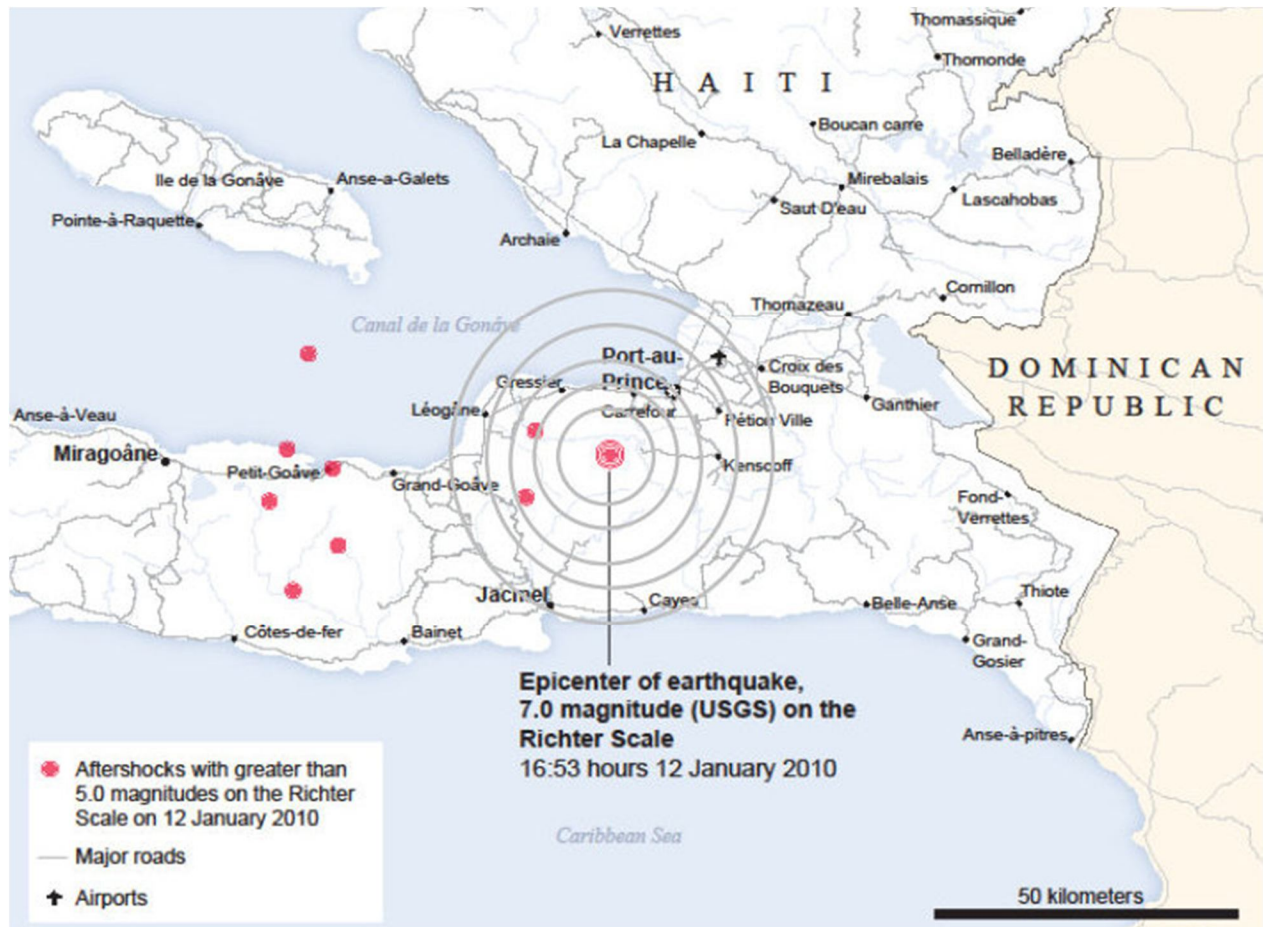 Thomassique
Verrettes
Thomonde
HAITI
Boucan carre
La Chapelle
Belladère
Ile de la Gonâve
Anse-a-Galets
Mirebalais
Lascahobas
Saut D'eau
Pointe-à-Raquette
Archaie
Cornillon
Thomazeau
Canal de la Gonâve
Port-au-
Prince
Croix des
Bouquets
DOMINICAN
REPUBLIC
Gressier
Ganthier
Léogâne
Carrefour
Pétion Ville
Anse-à-Veau
Miragoâne
Petit-Goâve
Grand-Goâve
Kenscoff
Fond-
Verrettes
Jacmel
Cayes
Belle-Anse
Thiote
Côtes-de-fer
Bainet
Grand-
Gosier
Epicenter of earthquake,
7.0 magnitude (USGS) on the
Richter Scale
16:53 hours 12 January 2010
Anse-à-pitres
Aftershocks with greater than
5.0 magnitudes on the Richter
Scale on 12 January 2010
Major roads
Airports
Caribbean Sea
50 kilometers